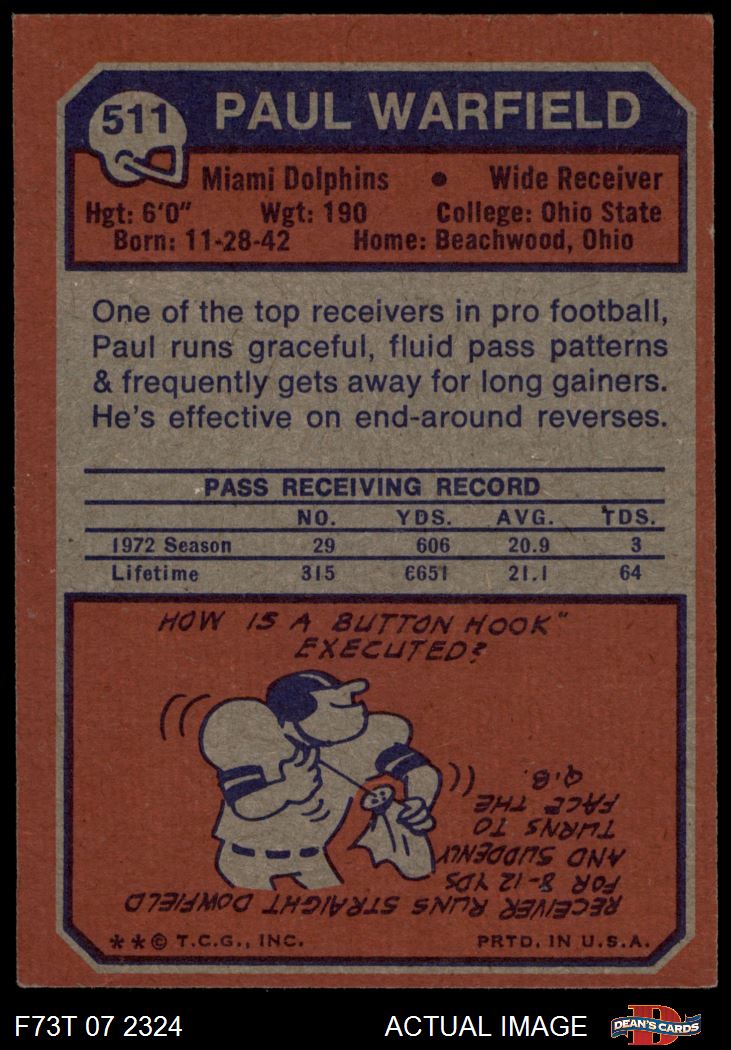 511 PAUL WARFIELD
Miami Dolphins • Wide Receiver
Hgt: 6'0" Wgt: 190 College: Ohio State
Born: 11-28-42 Home: Beachwood, Ohio
One of the top receivers in pro football,
Paul runs graceful, fluid pass patterns
& frequently gets away for long gainers.
He's effective on end-around reverses.
PASS RECEIVING RECORD
NO. YDS. AVG. TDS.
1972 Season 29 606 20.9 3
Lifetime 315 6651 21.1 64
HOW IS A BUTTON HOOK"
EXECUTED?
RECEIVER RUNS STRAIGHT DOWFIELD
FOR 8-12 YDS
AND SUDDENLY
TURNS TO
FACE THE
Q.B.
**© T.C.G., INC. PRTD. IN U.S.A.
F73T 07 2324 ACTUAL IMAGE
D
DEAN'S CARDS